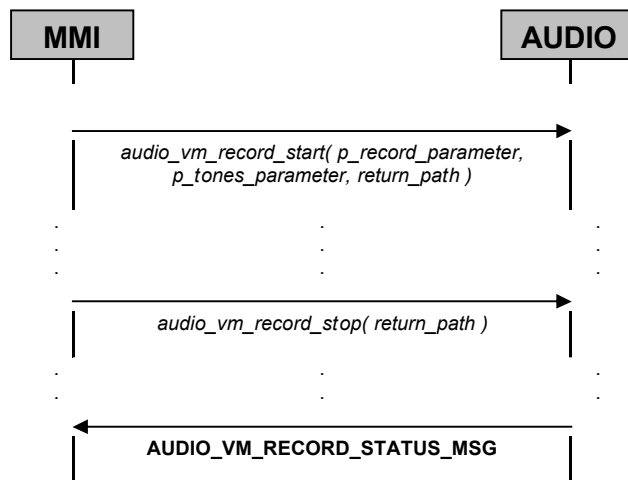 MMI
AUDIO
audio_vm_record_start( p_record_parameter,
p_tones_parameter, return_path )
. . .
. . .
. . .
audio_vm_record_stop( return_path )
. . .
. . .
AUDIO_VM_RECORD_STATUS_MSG